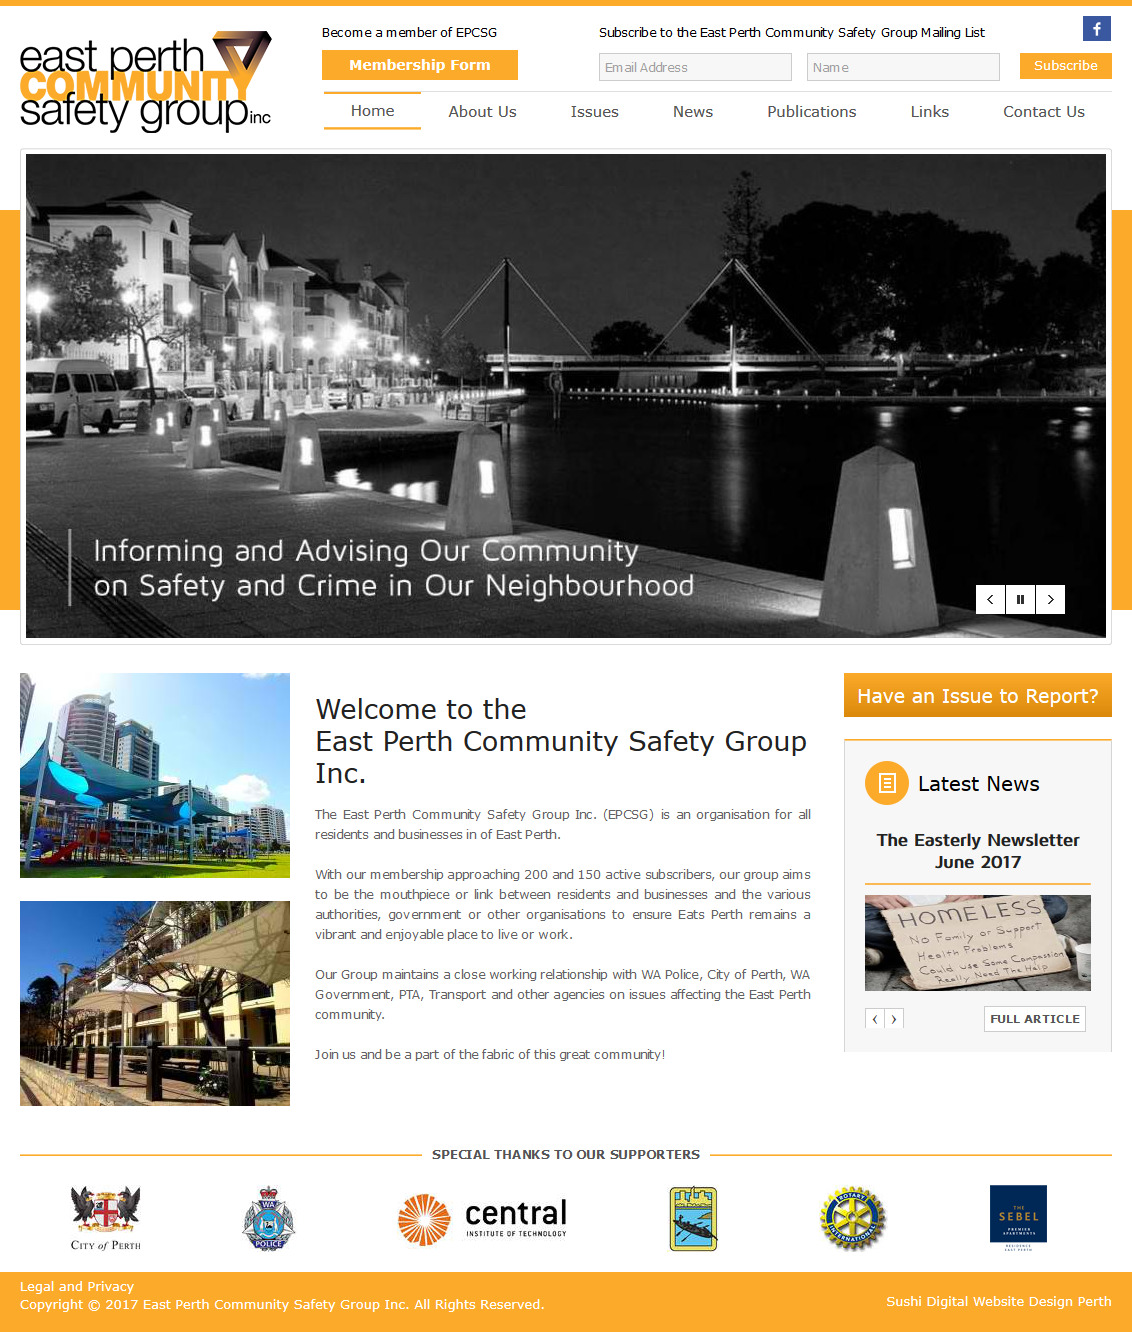 east perth
COMMUNITY
safety group inc
Become a member of EPCSG
Membership Form
Subscribe to the East Perth Community Safety Group Mailing List
f
Email Address
Name
Subscribe
Home
About Us
Issues
News
Publications
Links
Contact Us
Informing and Advising Our Community
on Safety and Crime in Our Neighbourhood
Welcome to the
East Perth Community Safety Group
Inc.
The East Perth Community Safety Group Inc. (EPCSG) is an organisation for all
residents and businesses in of East Perth.
With our membership approaching 200 and 150 active subscribers, our group aims
to be the mouthpiece or link between residents and businesses and the various
authorities, government or other organisations to ensure Eats Perth remains a
vibrant and enjoyable place to live or work.
Our Group maintains a close working relationship with WA Police, City of Perth, WA
Government, PTA, Transport and other agencies on issues affecting the East Perth
community.
Join us and be a part of the fabric of this great community!
Have an Issue to Report?
Latest News
The Easterly Newsletter
June 2017
HOMELESS
No Family or Support
Health Problems
Could use Some Compassion
Really Need The Help
FULL ARTICLE
SPECIAL THANKS TO OUR SUPPORTERS
CITY of PERTH
WA
POLICE
central
INSTITUTE OF TECHNOLOGY
ROTARY
INTERNATIONAL
THE
SEBEL
PREMIER
APARTMENTS
RESIDENCE
EAST PERTH
Legal and Privacy
Copyright © 2017 East Perth Community Safety Group Inc. All Rights Reserved.
Sushi Digital Website Design Perth